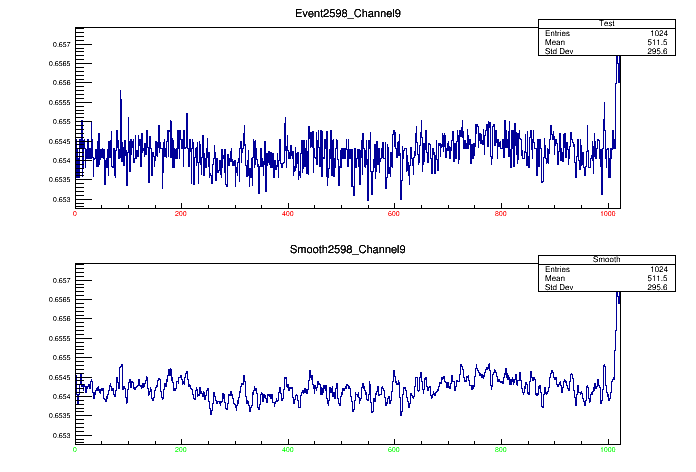 Event2598_Channel9
Test
Entries 1024
Mean 511.5
Std Dev 295.6
0.657
0.6565
0.656
0.6555
0.655
0.6545
0.654
0.6535
0.653
0 200 400 600 800 1000
Smooth2598_Channel9
Smooth
Entries 1024
Mean 511.5
Std Dev 295.6
0.657
0.6565
0.656
0.6555
0.655
0.6545
0.654
0.6535
0.653
0 200 400 600 800 1000